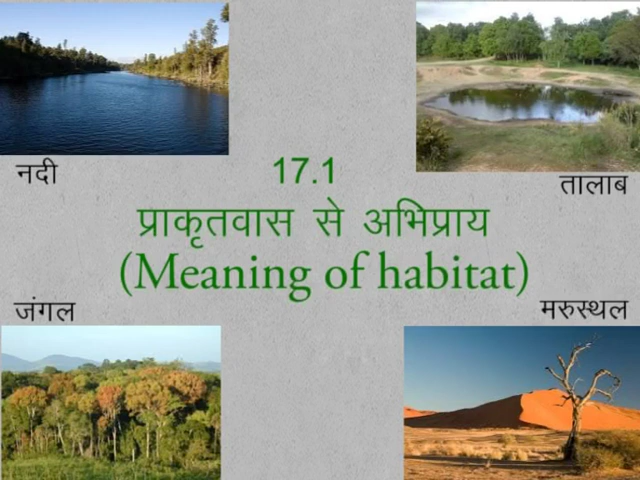 नदी
तालाब
17.1
प्राकृतवास से अभिप्राय
(Meaning of habitat)
जंगल
मरुस्थल